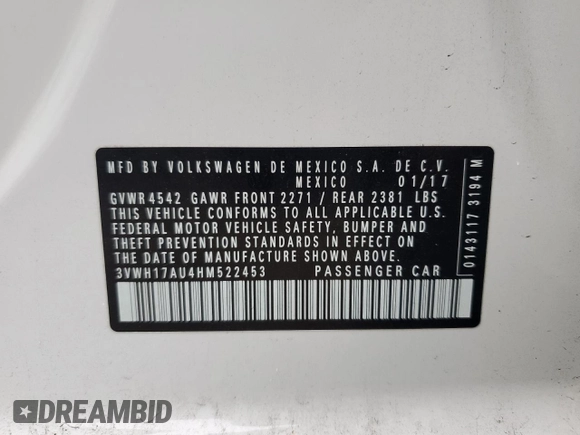 MFD BY VOLKSWAGEN DE MEXICO S.A. DE C.V.
MEXICO 01/17
GVWR 4542 GAWR FRONT 2271 / REAR 2381 LBS
THIS VEHICLE CONFORMS TO ALL APPLICABLE U.S.
FEDERAL MOTOR VEHICLE SAFETY, BUMPER AND
THEFT PREVENTION STANDARDS IN EFFECT ON
THE DATE OF MANUFACTURE SHOWN ABOVE.
3VWH17AU4HM522453 PASSENGER CAR
0143117 3194 M
DREAMBID